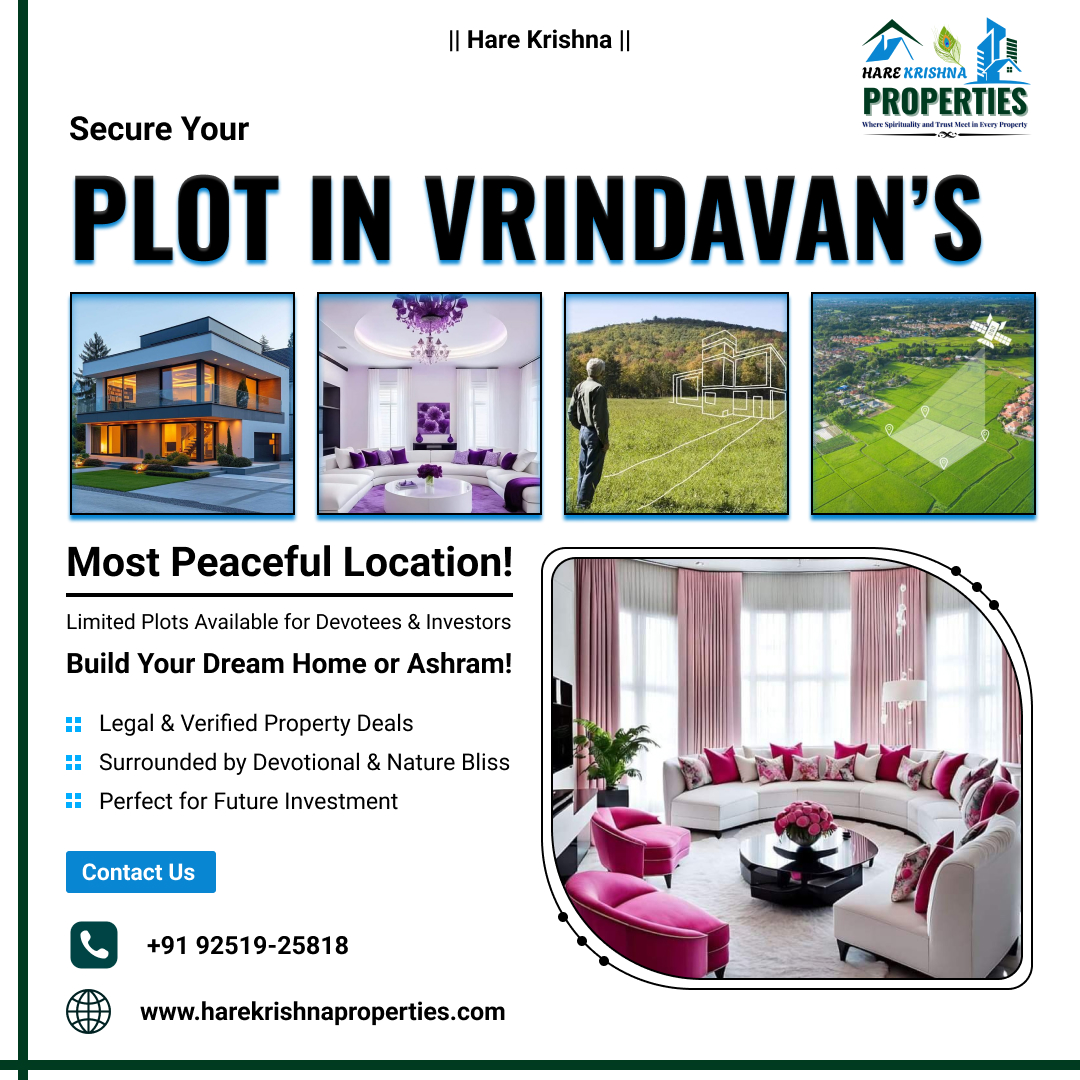 || Hare Krishna ||
HARE KRISHNA
PROPERTIES
Where Spirituality and Trust Meet in Every Property
Secure Your
PLOT IN VRINDAVAN’S
Most Peaceful Location!
Limited Plots Available for Devotees & Investors
Build Your Dream Home or Ashram!
Legal & Verified Property Deals
Surrounded by Devotional & Nature Bliss
Perfect for Future Investment
Contact Us
+91 92519-25818
www.harekrishnaproperties.com